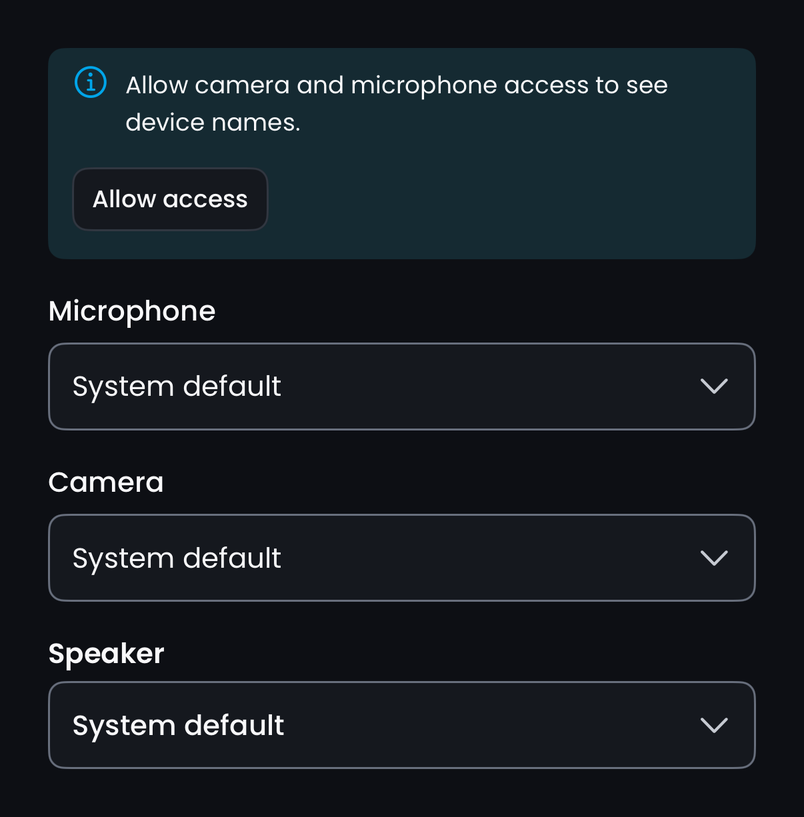 Allow camera and microphone access to see
device names.
Allow access
Microphone
System default
Camera
System default
Speaker
System default